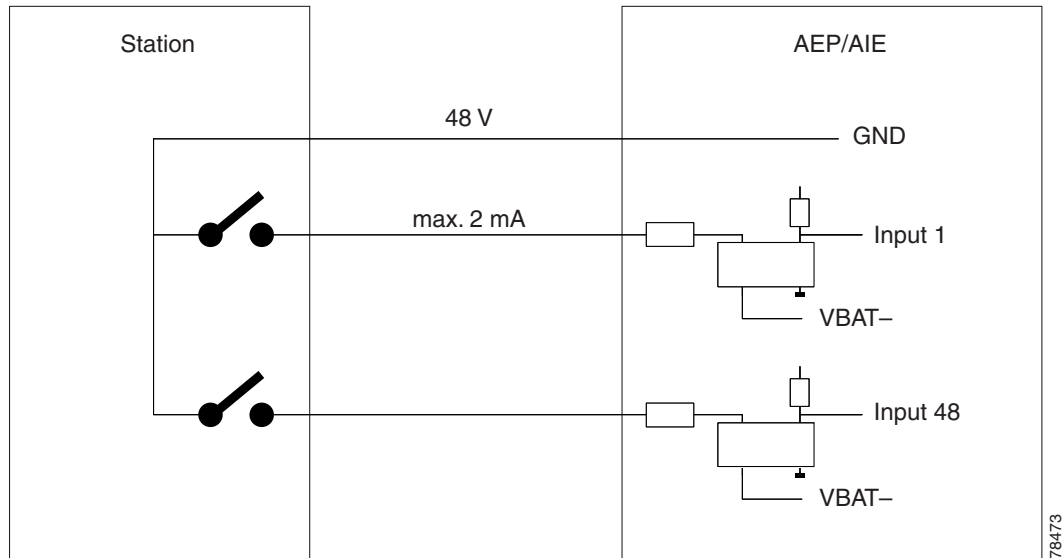 Station
AEP/AIE
48 V
GND
max. 2 mA
Input 1
VBAT–
Input 48
VBAT–
78473